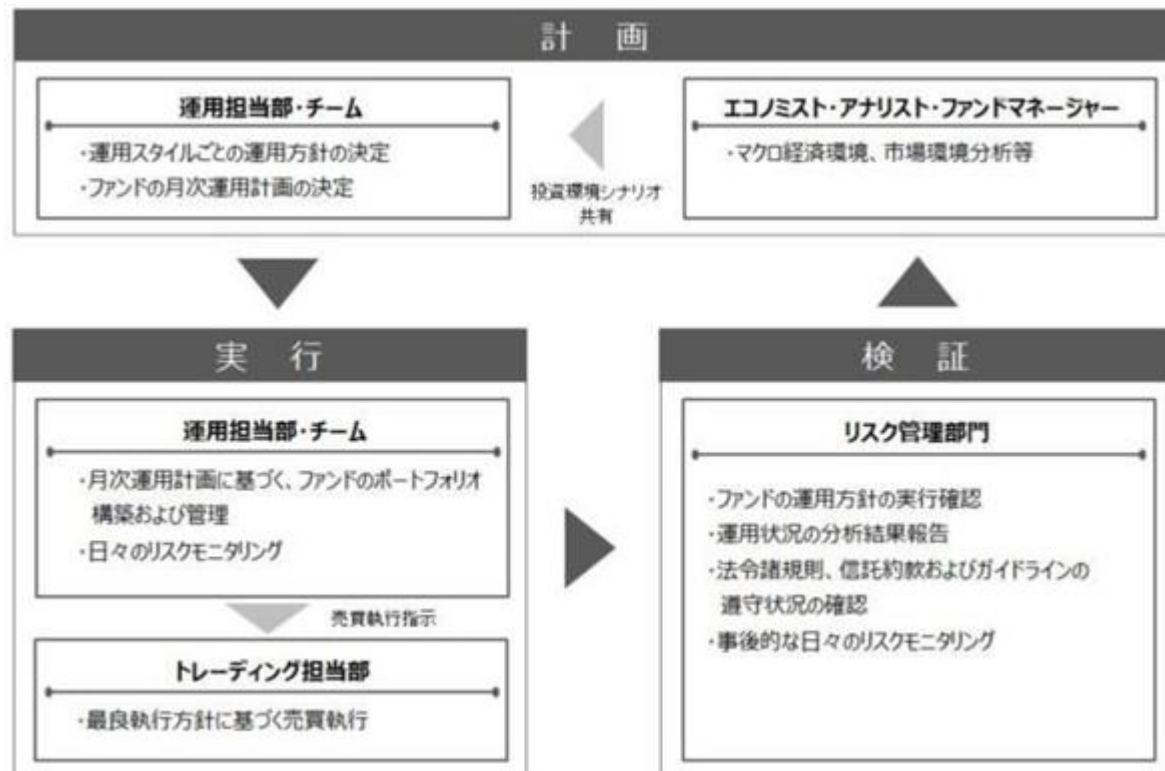 計 画
運用担当部・チーム
・運用スタイルごとの運用方針の決定
・ファンドの月次運用計画の決定
投資環境シナリオ
共有
エコノミスト・アナリスト・ファンドマネージャー
・マクロ経済環境、市場環境分析等
実 行
運用担当部・チーム
・月次運用計画に基づく、ファンドのポートフォリオ
構築および管理
・日々のリスクモニタリング
売買執行指示
トレーディング担当部
・最良執行方針に基づく売買執行
検 証
リスク管理部門
・ファンドの運用方針の実行確認
・運用状況の分析結果報告
・法令諸規則、信託約款およびガイドラインの
遵守状況の確認
・事後的な日々のリスクモニタリング